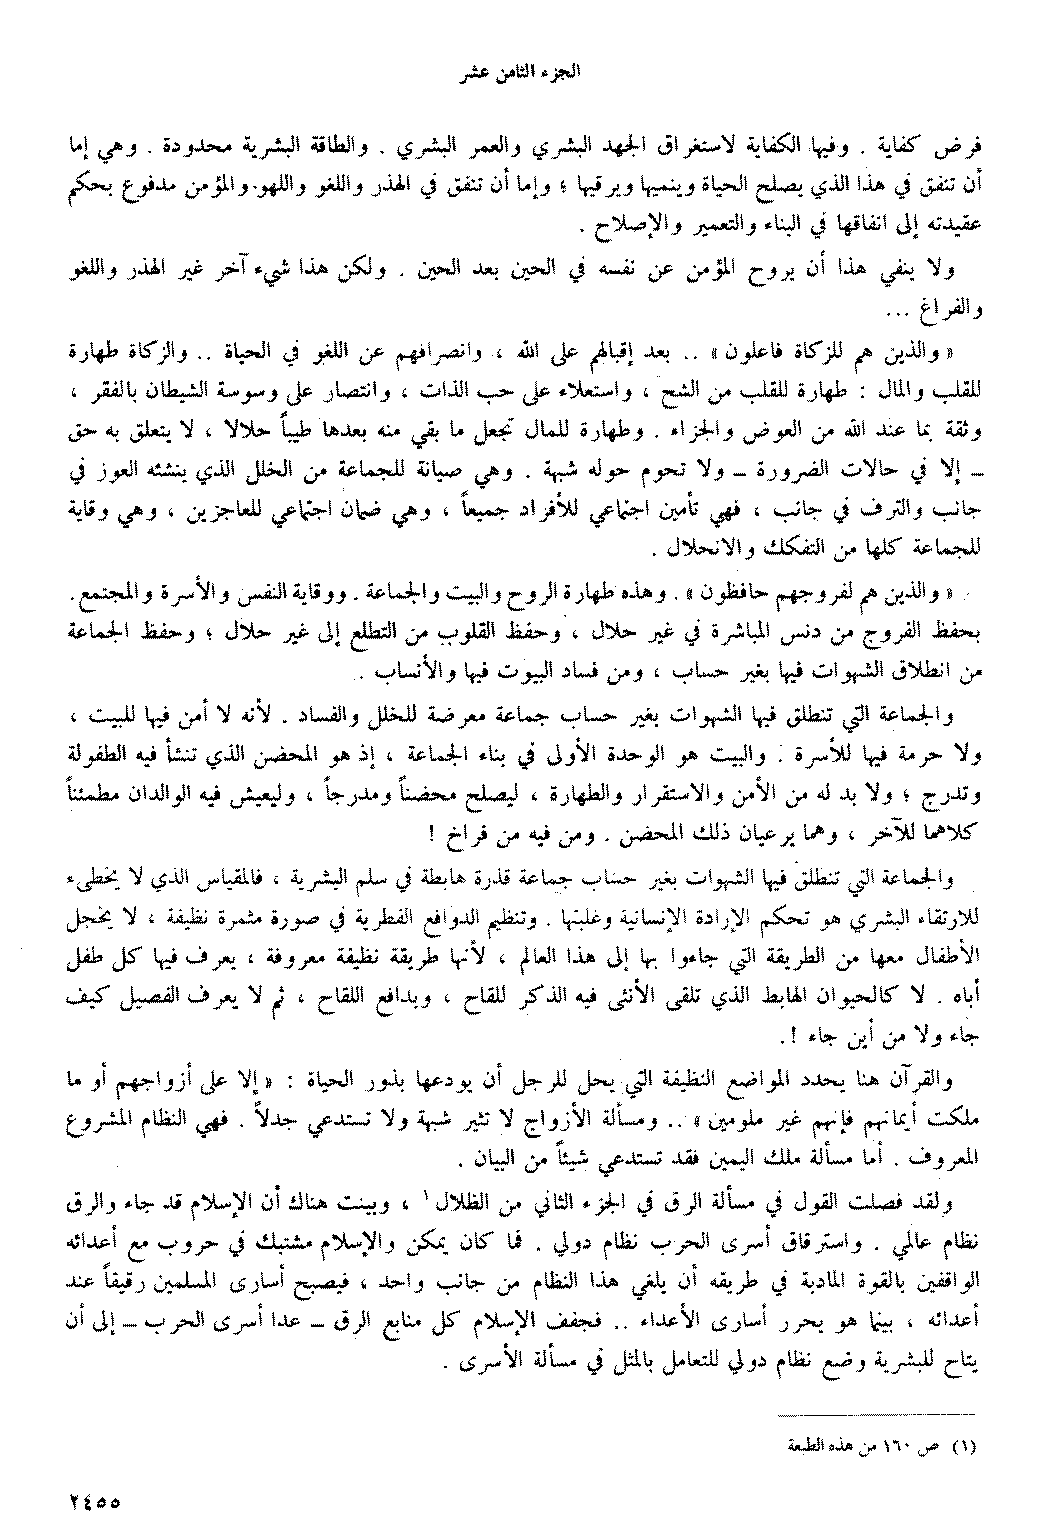 الجزء الثامن عشر
فرض كفاية . وفيها الكفاية لاستغراق الجهد البشري والعمر البشري . والطاقة البشرية محدودة . وهي إما
أن تنفق في هذا الذي يصلح الحياة وينميها ويرقيها ؛ وإما أن تنفق في الهذر واللغو واللهو. والمؤمن مدفوع بحكم
عقيدته إلى انفاقها في البناء والتعمير والإصلاح .
ولا ينفي هذا أن يروح المؤمن عن نفسه في الحين بعد الحين . ولكن هذا شيء آخر غير الهذر واللغو
والفراغ ...
« والذين هم للزكاة فاعلون » .. بعد إقبالهم على الله ، وانصرافهم عن اللغو في الحياة .. والزكاة طهارة
للقلب والمال : طهارة للقلب من الشح ، واستعلاء على حب الذات ، وانتصار على وسوسة الشيطان بالفقر ،
وثقة بما عند الله من العوض والجزاء . وطهارة للمال تجعل ما بقي منه بعدها طيباً حلالا ، لا يتعلق به حق
– إلا في حالات الضرورة – ولا تحوم حوله شبهة . وهي صيانة للجماعة من الخلل الذي ينشئه العوز في
جانب والترف في جانب ، فهي تأمين اجتماعي للأفراد جميعاً ، وهي ضمان اجتماعي للعاجزين ، وهي وقاية
للجماعة كلها من التفكك والانحلال .
« والذين هم لفروجهم حافظون » . وهذه طهارة الروح والبيت والجماعة . ووقاية النفس والأسرة والمجتمع.
بحفظ الفروج من دنس المباشرة في غير حلال ، وحفظ القلوب من التطلع إلى غير حلال ؛ وحفظ الجماعة
من انطلاق الشهوات فيها بغير حساب ، ومن فساد البيوت فيها والأنساب .
والجماعة التي تنطلق فيها الشهوات بغير حساب جماعة معرضة للخلل والفساد . لأنه لا أمن فيها للبيت ،
ولا حرمة فيها للأسرة . والبيت هو الوحدة الأولى في بناء الجماعة ، إذ هو المحضن الذي تنشأ فيه الطفولة
وتدرج ؛ ولا بد له من الأمن والاستقرار والطهارة ، ليصلح محضناً ومدرجاً ، وليعيش فيه الوالدان مطمئناً
كلاهما للآخر ، وهما يرعيان ذلك المحضن . ومن فيه من فراخ !
والجماعة التي تنطلق فيها الشهوات بغير حساب جماعة قذرة هابطة في سلم البشرية ، فالمقياس الذي لا يخطىء
للارتقاء البشري هو تحكم الإرادة الإنسانية وغلبتها . وتنظيم الدوافع الفطرية في صورة مثمرة نظيفة ، لا يخجل
الأطفال معها من الطريقة التي جاءوا بها إلى هذا العالم ، لأنها طريقة نظيفة معروفة ، يعرف فيها كل طفل
أباه . لا كالحيوان الهابط الذي تلقى الأنثى فيه الذكر للقاح ، وبدافع اللقاح ، ثم لا يعرف الفصيل كيف
جاء ولا من أين جاء !.
والقرآن هنا يحدد المواضع النظيفة التي يحل للرجل أن يودعها بذور الحياة : « إلا على أزواجهم أو ما
ملكت أيمانهم فإنهم غير ملومين » .. ومسألة الأزواج لا تثير شبهة ولا تستدعي جدلاً . فهي النظام المشروع
المعروف . أما مسألة ملك اليمين فقد تستدعي شيئاً من البيان .
ولقد فصلت القول في مسألة الرق في الجزء الثاني من الظلال١ ، وبينت هناك أن الإسلام قد جاء والرق
نظام عالمي . واسترقاق أسرى الحرب نظام دولي . فما كان يمكن والإسلام مشتبك في حروب مع أعدائه
الواقفين بالقوة المادية في طريقه أن يلغي هذا النظام من جانب واحد ، فيصبح أسارى المسلمين رقيقاً عند
أعدائه ، بينما هو يحرر أسارى الأعداء .. فجفف الإسلام كل منابع الرق – عدا أسرى الحرب – إلى أن
يتاح للبشرية وضع نظام دولي للتعامل بالمثل في مسألة الأسرى .
(١) ص ١٦٠ من هذه الطبعة
٢٤٥٥